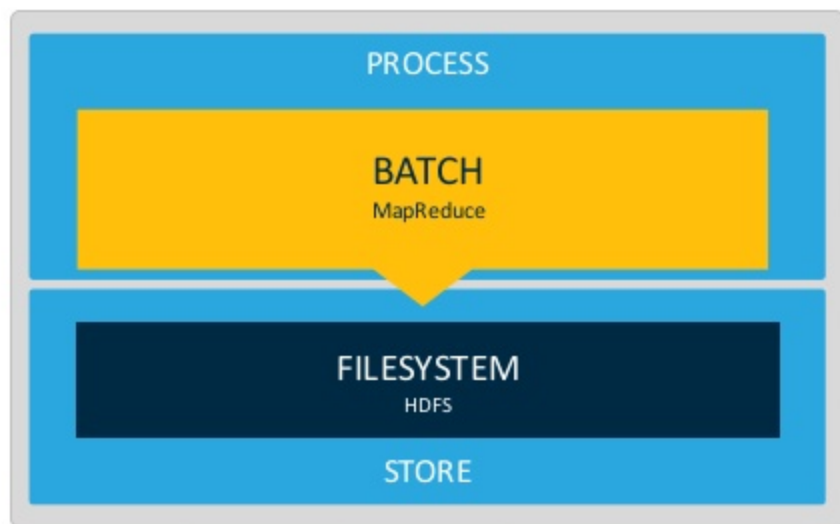 PROCESS
BATCH
MapReduce
FILESYSTEM
HDFS
STORE